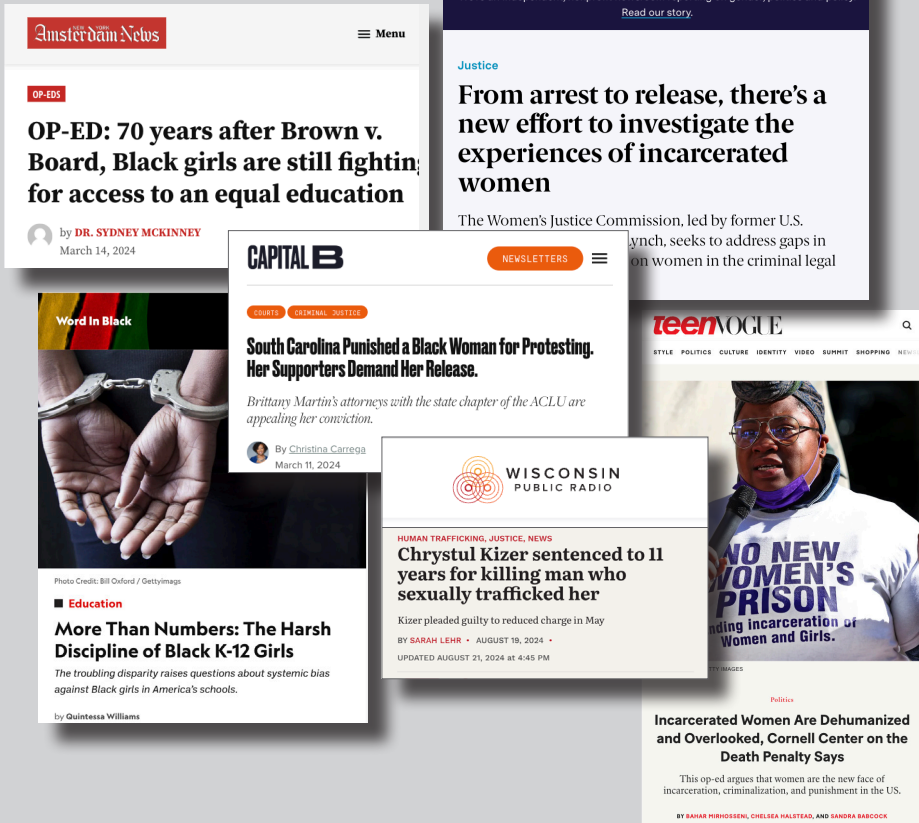 NEW YORK
Amsterdam News
Menu
OP-EDS
OP-ED: 70 years after Brown v.
Board, Black girls are still fighting
for access to an equal education
by DR. SYDNEY MCKINNEY
March 14, 2024
Read our story.
Justice
From arrest to release, there's a
new effort to investigate the
experiences of incarcerated
women
The Women's Justice Commission, led by former U.S.
Lynch, seeks to address gaps in
on women in the criminal legal
CAPITAL B
NEWSLETTERS
COURTS
CRIMINAL JUSTICE
South Carolina Punished a Black Woman for Protesting.
Her Supporters Demand Her Release.
Brittany Martin's attorneys with the state chapter of the ACLU are
appealing her conviction.
By Christina Carrega
March 11, 2024
Word In Black
Photo Credit: Bill Oxford / Gettyimags
Education
More Than Numbers: The Harsh
Discipline of Black K-12 Girls
The troubling disparity raises questions about systemic bias
against Black girls in America's schools.
by Quintessa Williams
WISCONSIN
PUBLIC RADIO
HUMAN TRAFFICKING, JUSTICE, NEWS
Chrystul Kizer sentenced to 11
years for killing man who
sexually trafficked her
Kizer pleaded guilty to reduced charge in May
BY SARAH LEHR • AUGUST 19, 2024 •
UPDATED AUGUST 21, 2024 at 4:45 PM
teenVOGUE
STYLE POLITICS CULTURE IDENTITY VIDEO SUMMIT SHOPPING NEWS
NO NEW
WOMEN'S
PRISON
nding incarceration of
Women and Girls.
TTY IMAGES
Politics
Incarcerated Women Are Dehumanized
and Overlooked, Cornell Center on the
Death Penalty Says
This op-ed argues that women are the new face of
incarceration, criminalization, and punishment in the US.
BY BAHAR MIRHOSSENI, CHELSEA HALSTEAD, AND SANDRA BABCOCK